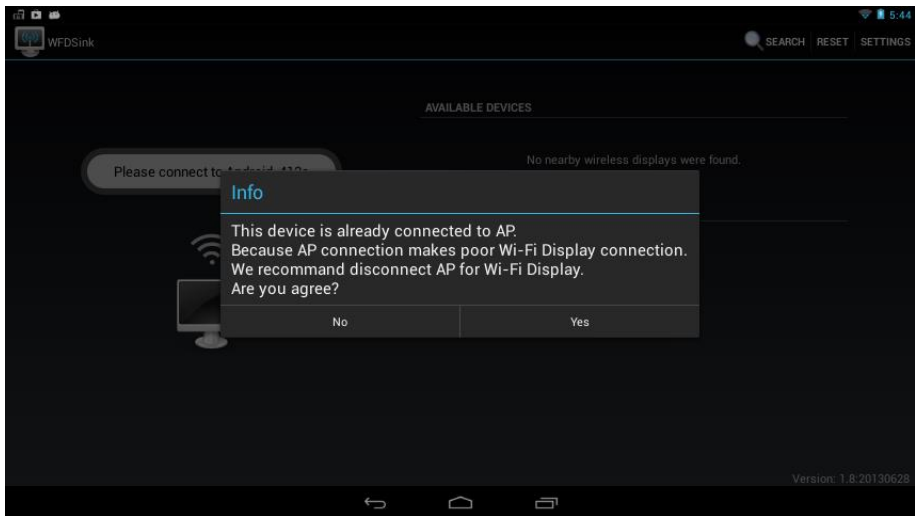 5:44
WFDSink
SEARCH RESET SETTINGS
AVAILABLE DEVICES
No nearby wireless displays were found.
Please connect to
Info
This device is already connected to AP.
Because AP connection makes poor Wi-Fi Display connection.
We recommand disconnect AP for Wi-Fi Display.
Are you agree?
No Yes
Version: 1.8:20130628